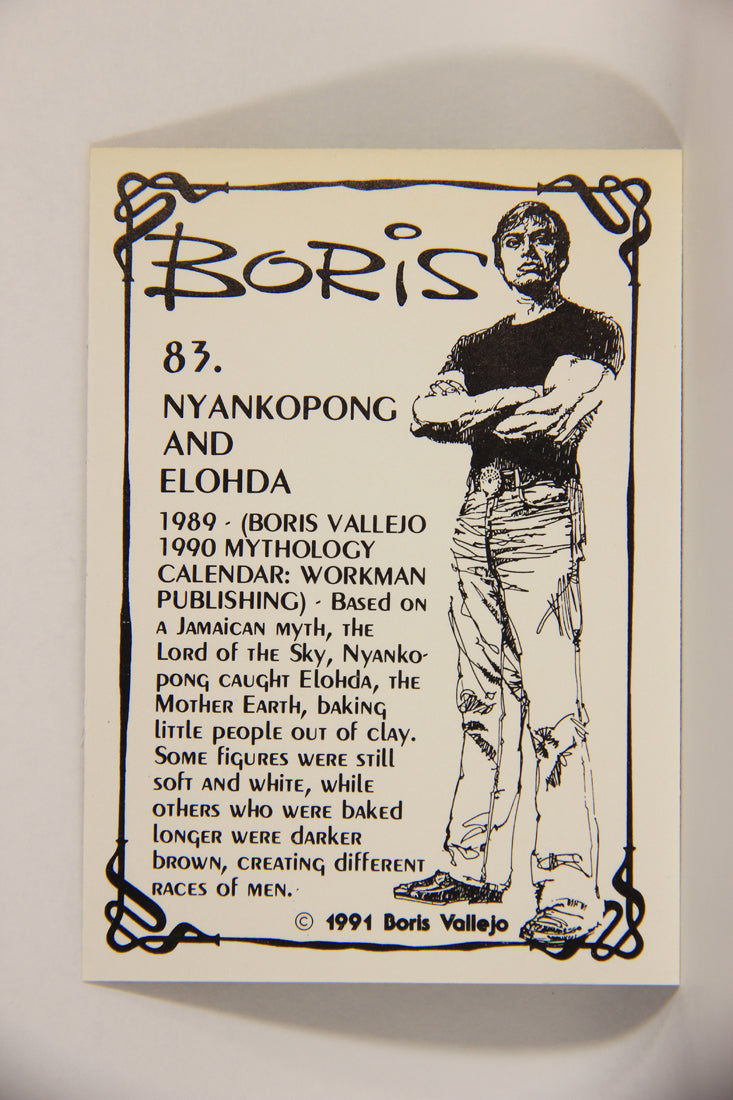 BORIS
83.
NYANKOPONG
AND
ELOHDA
1989 - (BORIS VALLEJO
1990 MYTHOLOGY
CALENDAR: WORKMAN
PUBLISHING) - Based on
a Jamaican myth, the
Lord of the Sky, Nyanko-
pong caught Elohda, the
Mother Earth, baking
little people out of clay.
Some figures were still
soft and white, while
others who were baked
longer were darker
brown, creating different
races of men.
© 1991 Boris Vallejo